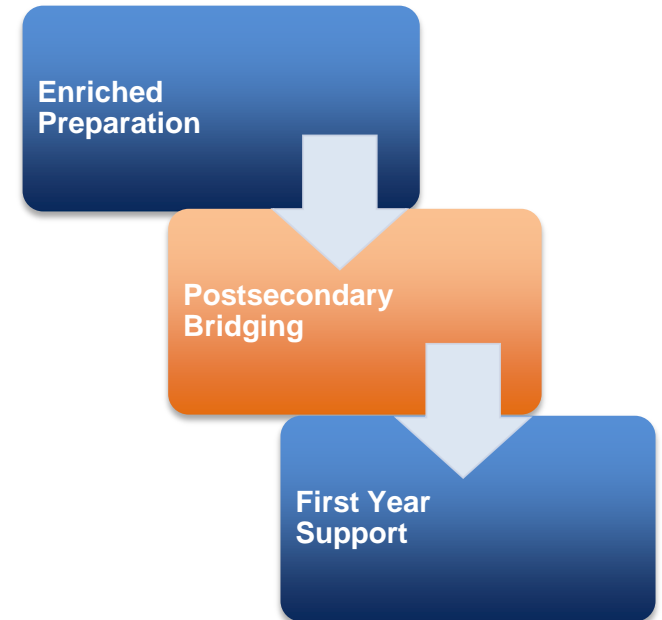 Enriched
Preparation
Postsecondary
Bridging
First Year
Support